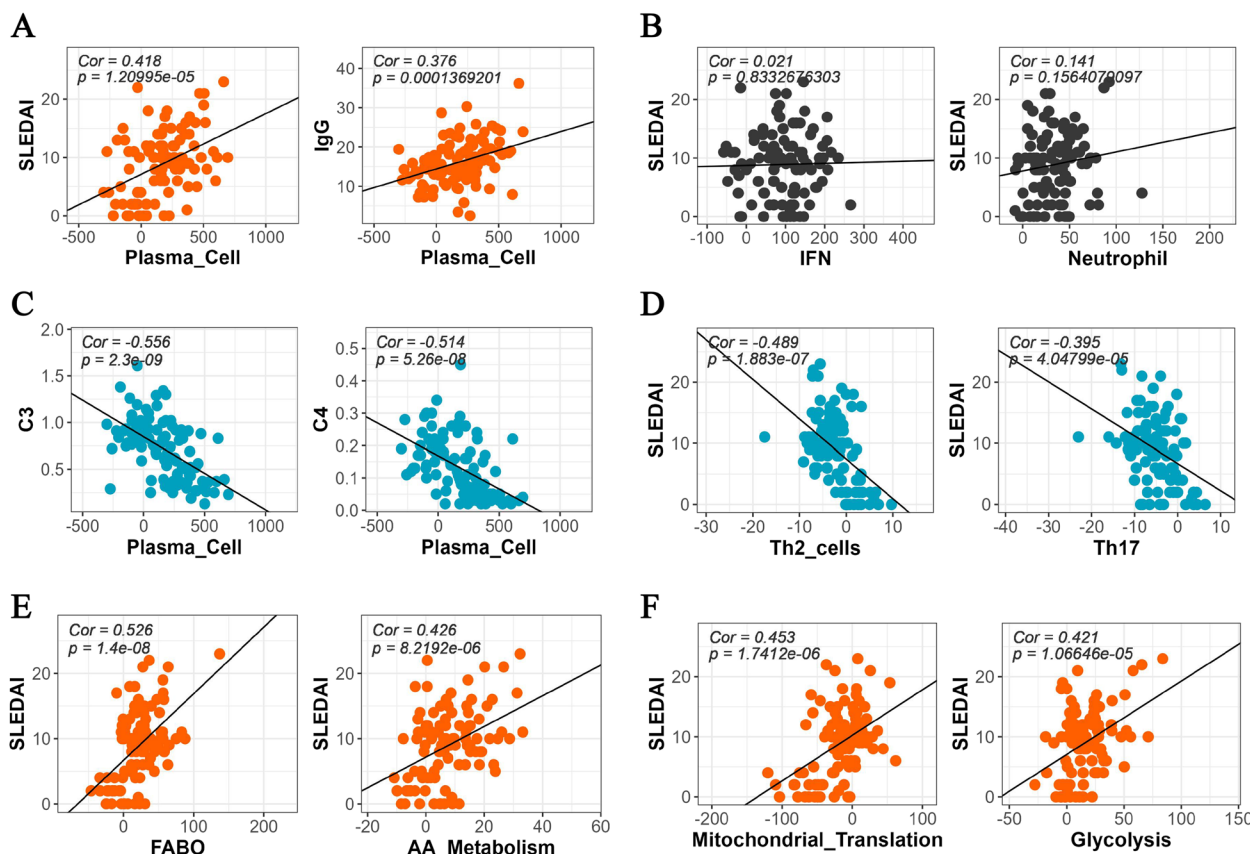 A
Cor = 0.418
p = 1.20995e-05
SLEDAI
20
10
0
-500
0
500
1000
Plasma_Cell
Cor = 0.376
p = 0.0001369201
IgG
40
30
20
10
-500
0
500
1000
Plasma_Cell
B
Cor = 0.021
p = 0.8332676303
SLEDAI
20
10
0
-100
0
100
200
300
400
IFN
Cor = 0.141
p = 0.1564079097
SLEDAI
20
10
0
0
50
100
150
200
Neutrophil
C
Cor = -0.556
p = 2.3e-09
C3
2.0
1.5
1.0
0.5
-500
0
500
1000
Plasma_Cell
Cor = -0.514
p = 5.26e-08
C4
0.5
0.4
0.3
0.2
0.1
0.0
-500
0
500
1000
Plasma_Cell
D
Cor = -0.489
p = 1.883e-07
SLEDAI
20
10
0
-30
-20
-10
0
10
Th2_cells
Cor = -0.395
p = 4.04799e-05
SLEDAI
20
10
0
-40
-30
-20
-10
0
10
Th17
E
Cor = 0.526
p = 1.4e-08
SLEDAI
20
10
0
0
100
200
FABO
Cor = 0.426
p = 8.2192e-06
SLEDAI
20
10
0
-20
0
20
40
60
AA_Metabolism
F
Cor = 0.453
p = 1.7412e-06
SLEDAI
20
10
0
-200
-100
0
100
Mitochondrial_Translation
Cor = 0.421
p = 1.06646e-05
SLEDAI
20
10
0
-50
0
50
100
150
Glycolysis